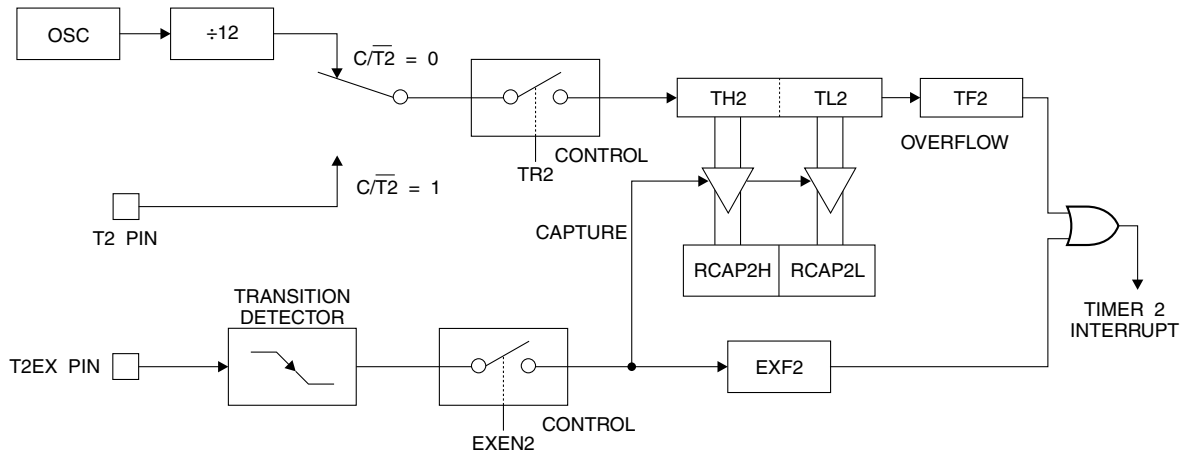 OSC
÷12
C/T2̅ = 0
TH2
TL2
TF2
OVERFLOW
CONTROL
TR2
C/T2̅ = 1
T2 PIN
CAPTURE
RCAP2H
RCAP2L
TRANSITION
DETECTOR
TIMER 2
INTERRUPT
T2EX PIN
EXF2
CONTROL
EXEN2